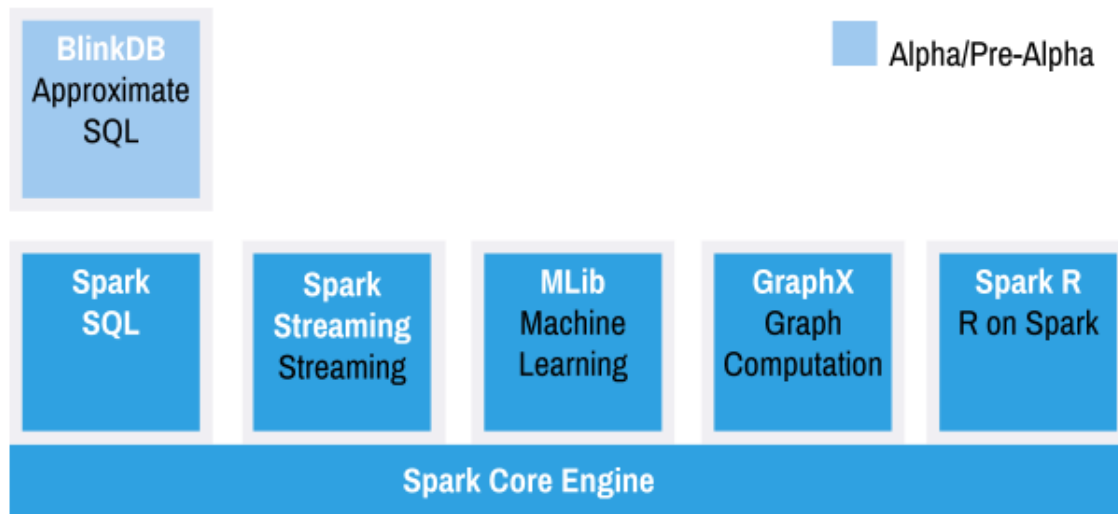 BlinkDB
Approximate
SQL
Alpha/Pre-Alpha
Spark
SQL
Spark
Streaming
Streaming
MLib
Machine
Learning
GraphX
Graph
Computation
Spark R
R on Spark
Spark Core Engine